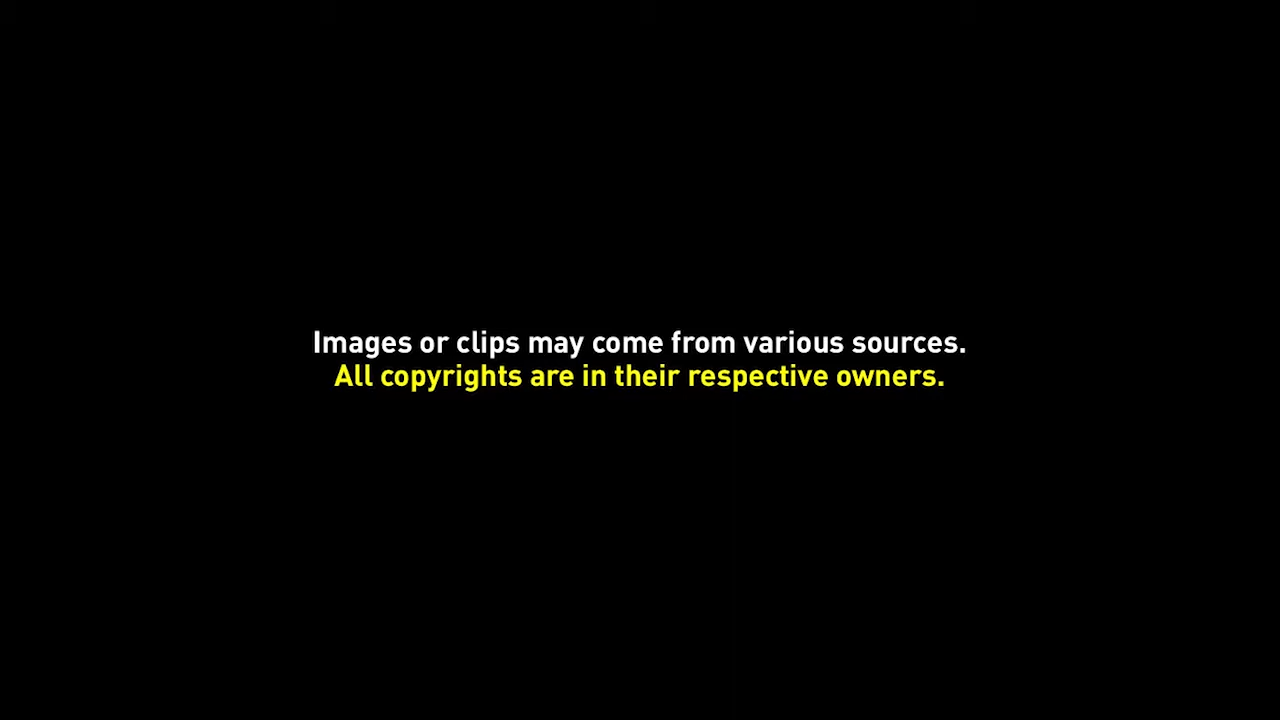 Images or clips may come from various sources.
All copyrights are in their respective owners.